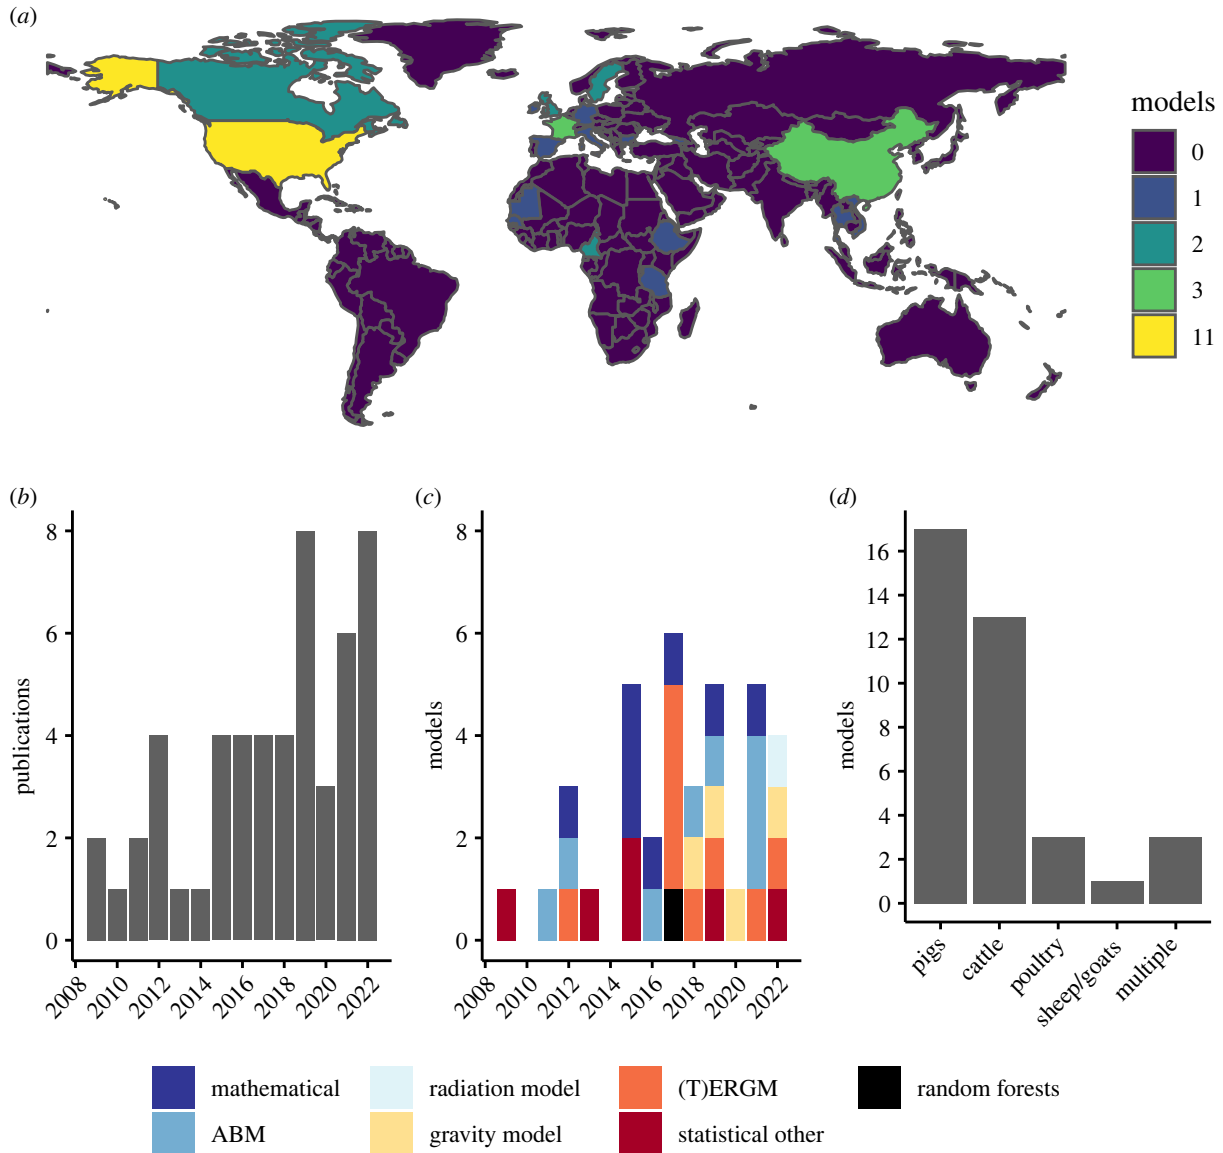 (a)
models
0
1
2
3
11
(b)
publications
8
6
4
2
0
2008 2010 2012 2014 2016 2018 2020 2022
(c)
models
8
6
4
2
0
2008 2010 2012 2014 2016 2018 2020 2022
(d)
models
16
14
12
10
8
6
4
2
0
pigs cattle poultry sheep/goats multiple
mathematical radiation model (T)ERGM random forests
ABM gravity model statistical other